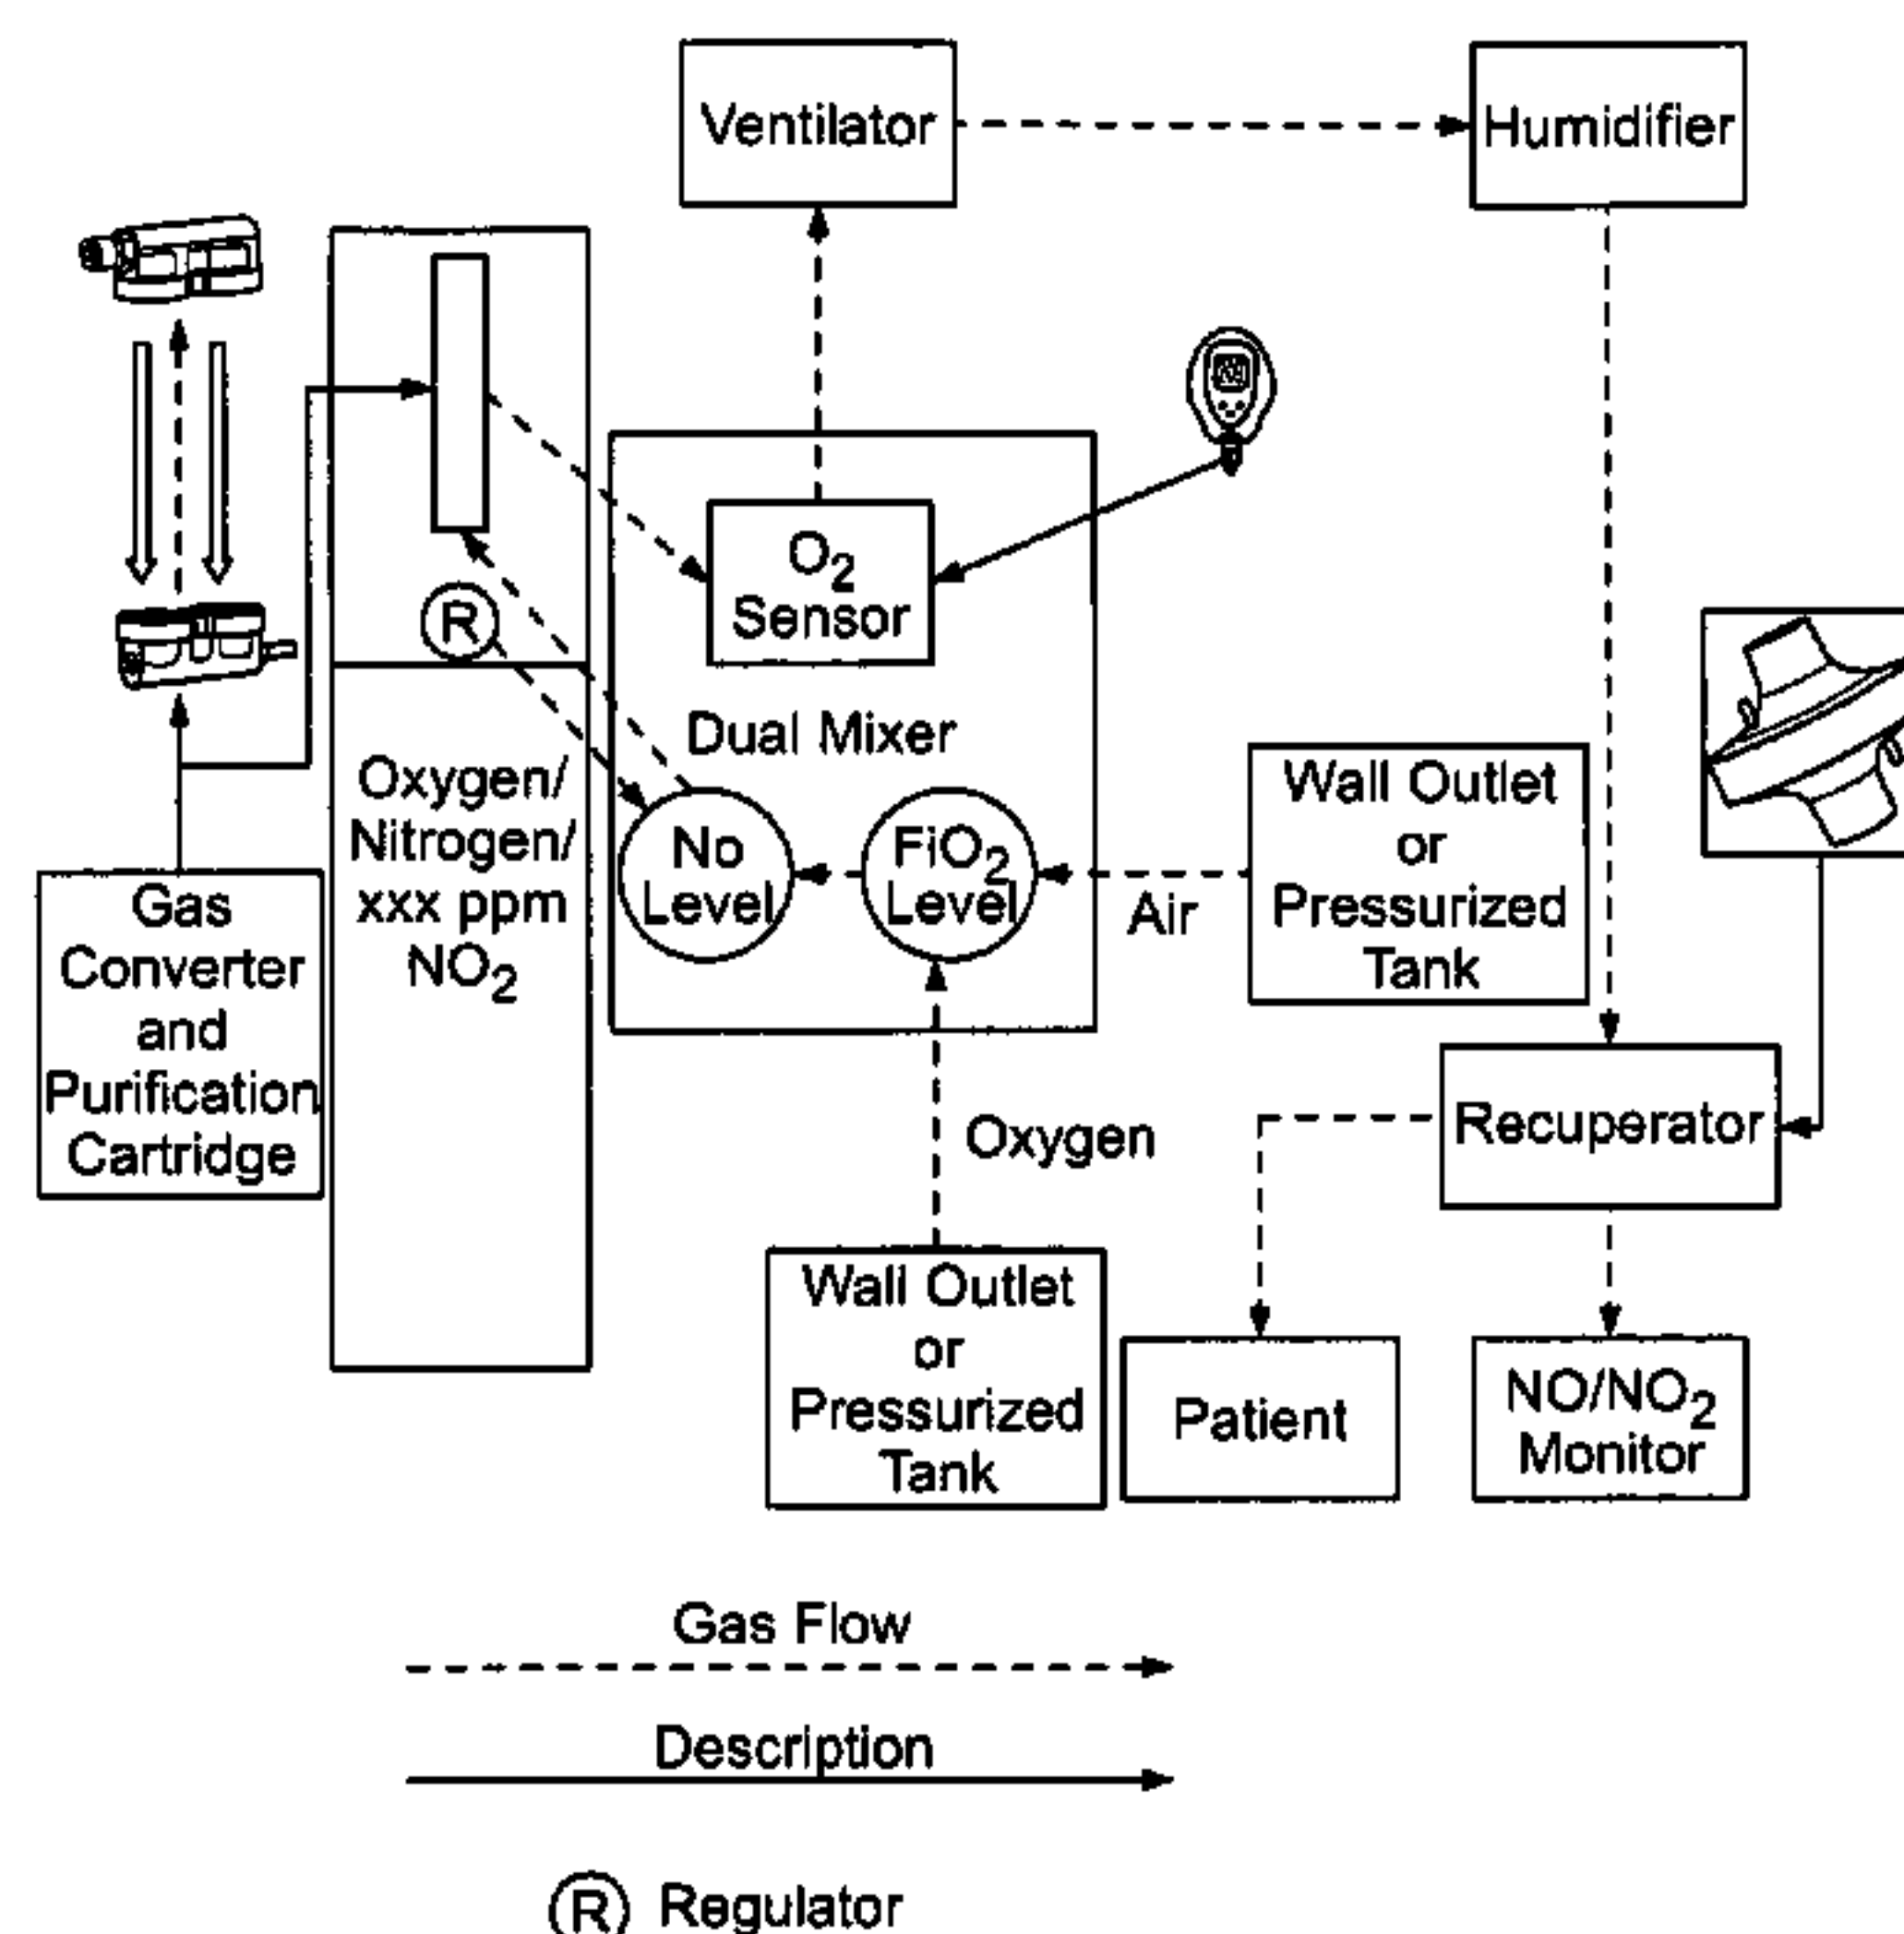 Ventilator
Humidifier
O₂
Sensor
R
Dual Mixer
Oxygen/
Nitrogen/
xxx ppm
NO₂
No
Level
FiO₂
Level
Air
Wall Outlet
or
Pressurized
Tank
Gas
Converter
and
Purification
Cartridge
Oxygen
Recuperator
Wall Outlet
or
Pressurized
Tank
Patient
NO/NO₂
Monitor
Gas Flow
Description
R Regulator